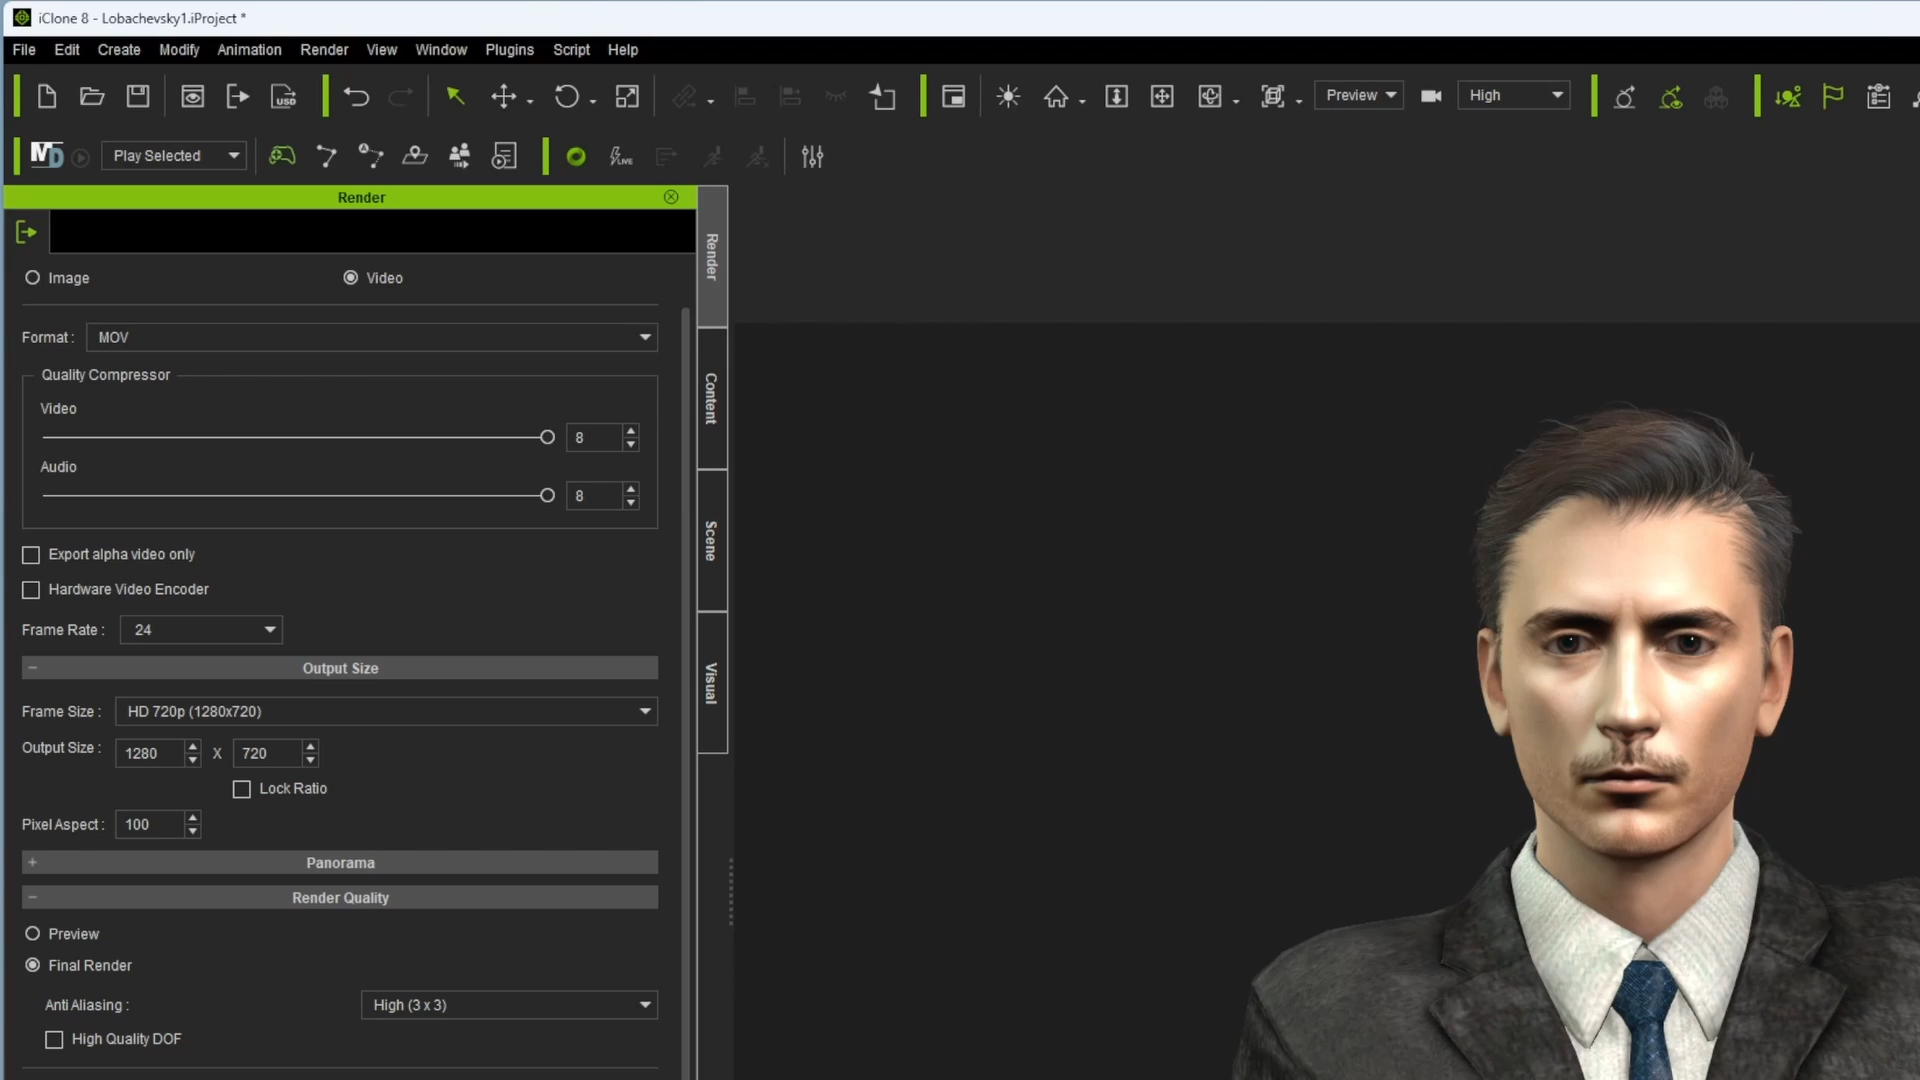 iClone 8 - Lobachevsky1.iProject *
File Edit Create Modify Animation Render View Window Plugins Script Help
USD Preview High
MD Play Selected LIVE
Render
Image Video
Format : MOV
Quality Compressor
Video
8
Audio
8
Export alpha video only
Hardware Video Encoder
Frame Rate : 24
Output Size
Frame Size : HD 720p (1280x720)
Output Size : 1280 X 720
Lock Ratio
Pixel Aspect : 100
Panorama
Render Quality
Preview
Final Render
Anti Aliasing : High (3 x 3)
High Quality DOF
Render
Content
Scene
Visual